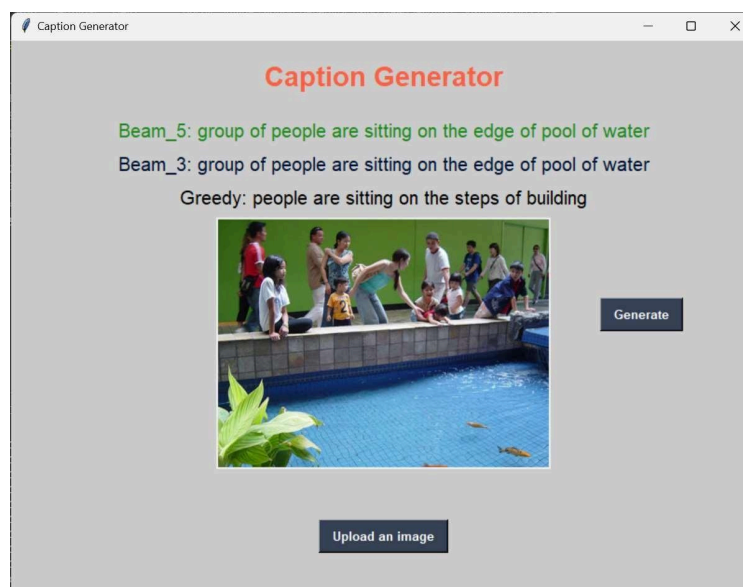 Caption Generator
Caption Generator
Beam_5: group of people are sitting on the edge of pool of water
Beam_3: group of people are sitting on the edge of pool of water
Greedy: people are sitting on the steps of building
2
Generate
Upload an image